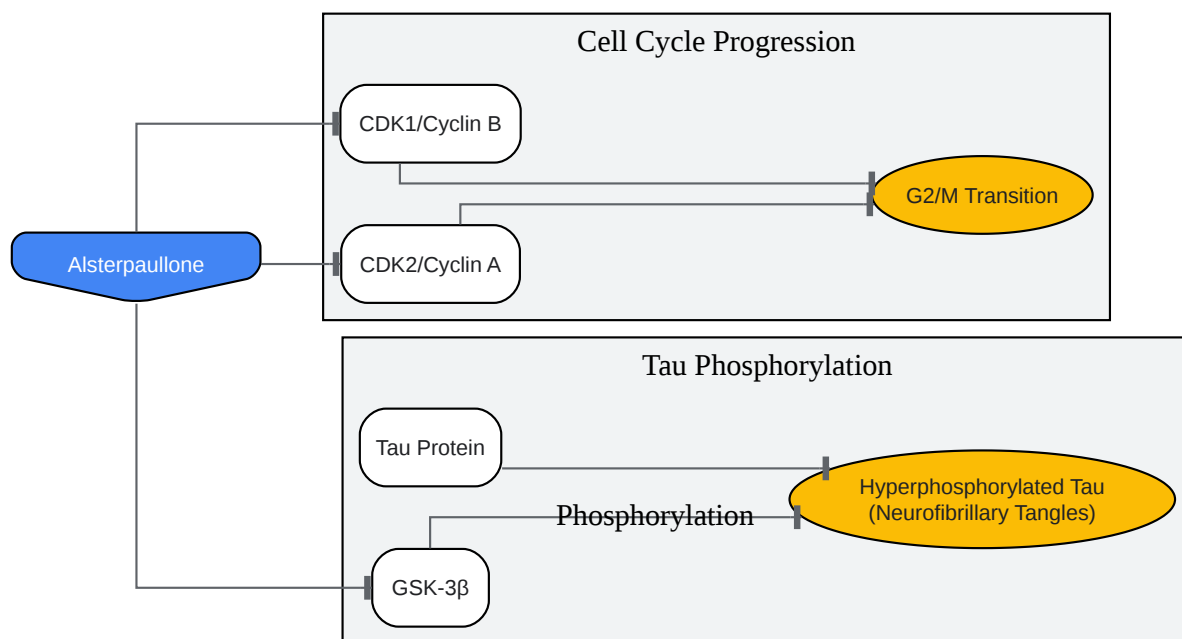 Cell Cycle Progression
CDK1/Cyclin B
G2/M Transition
Alsterpaullone
CDK2/Cyclin A
Tau Phosphorylation
Tau Protein
Hyperphosphorylated Tau
(Neurofibrillary Tangles)
Phosphorylation
GSK-3β